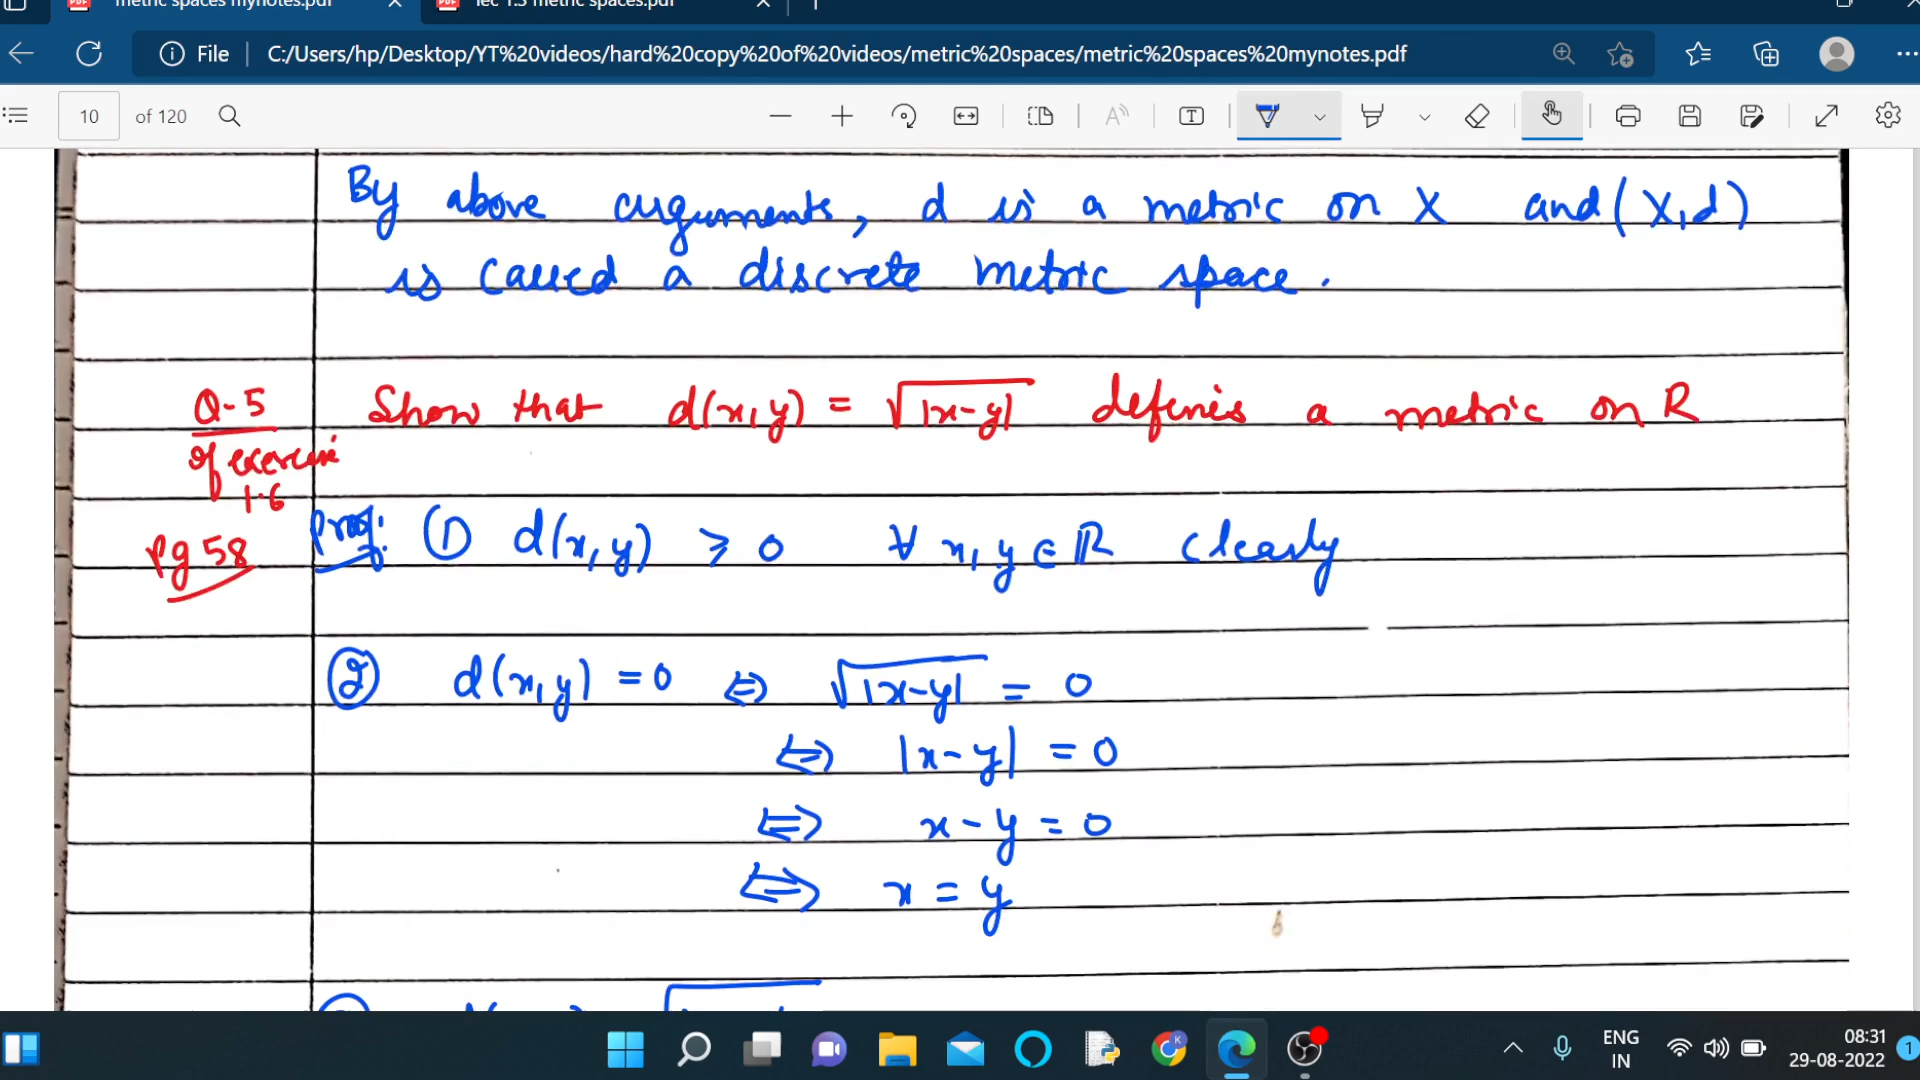 metric spaces mynotes.pdf
lec 1.3 metric spaces.pdf
File C:/Users/hp/Desktop/YT%20videos/hard%20copy%20of%20videos/metric%20spaces/metric%20spaces%20mynotes.pdf
10 of 120
By above arguments, d is a metric on X and (X,d)
is called a discrete metric space.
Q-5 Show that d(x,y) = √|x-y| defines a metric on R
of exercise
1.6
Pg 58
Proof: ① d(x,y) ≥ 0 ∀ x,y ∈ ℝ clearly
② d(x,y) = 0 ⇔ √|x-y| = 0
⇔ |x-y| = 0
⇔ x-y = 0
⇔ x = y
ENG
IN
08:31
29-08-2022
1